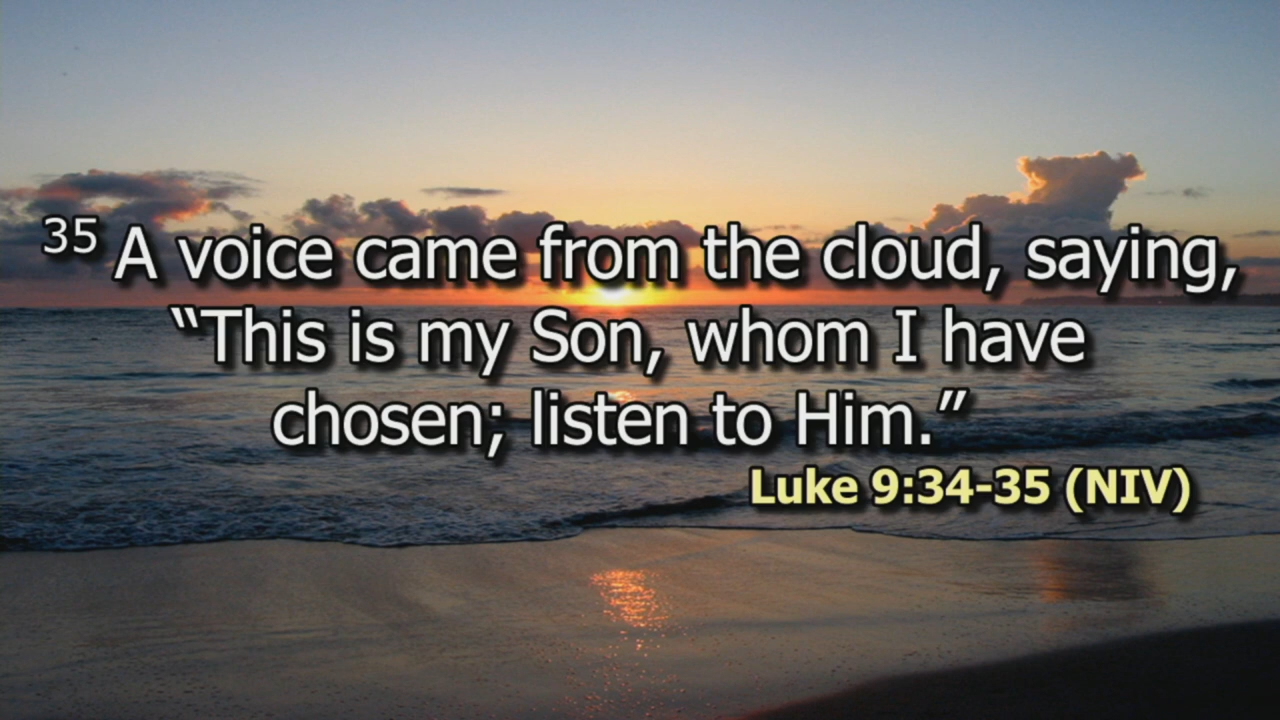 35 A voice came from the cloud, saying,
“This is my Son, whom I have
chosen; listen to Him.”
Luke 9:34-35 (NIV)